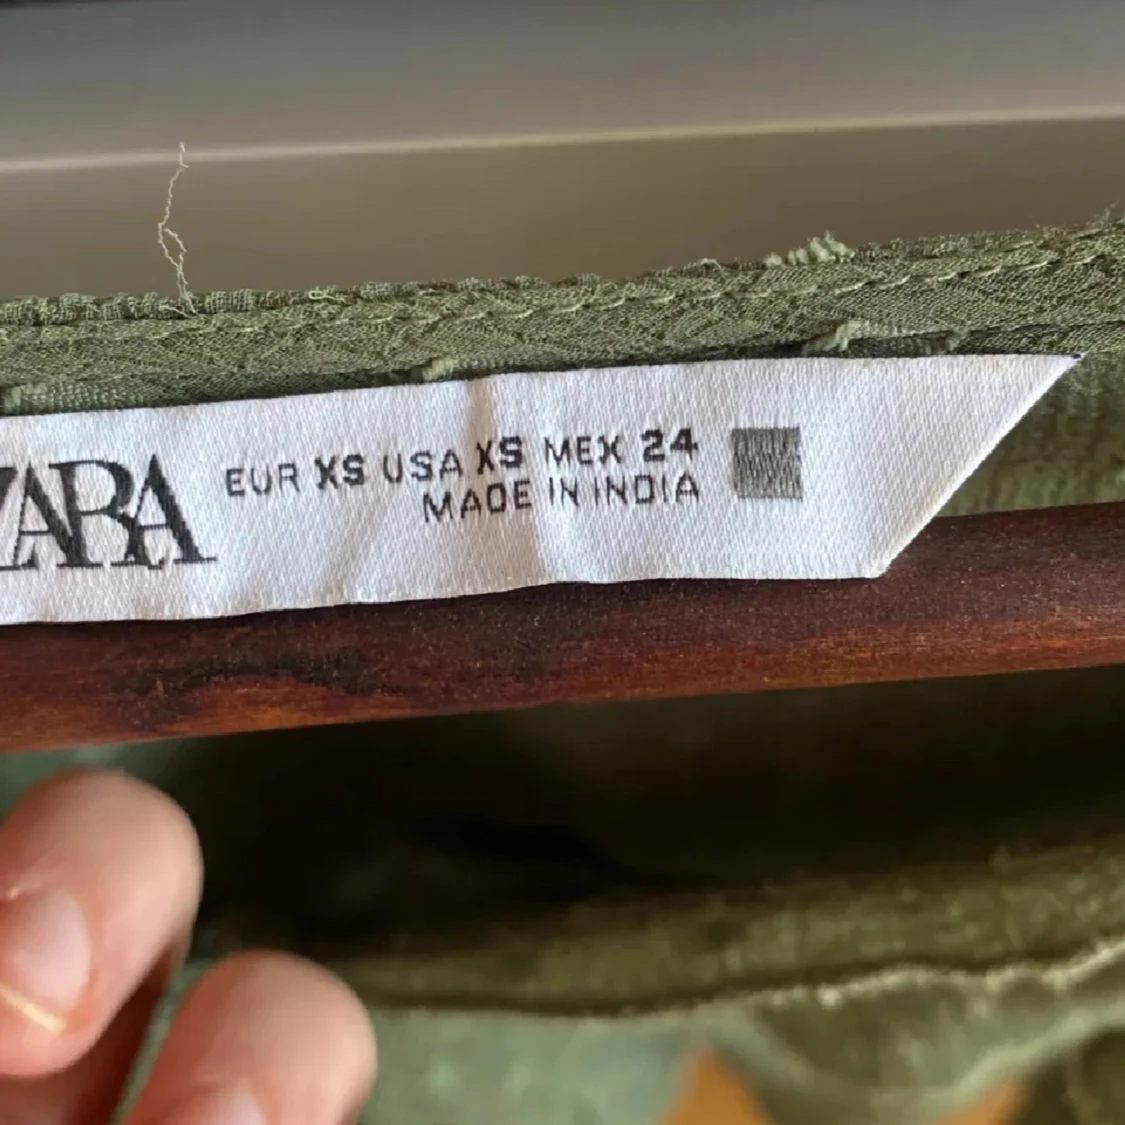 ZARA
EUR XS USA XS MEX 24
MADE IN INDIA